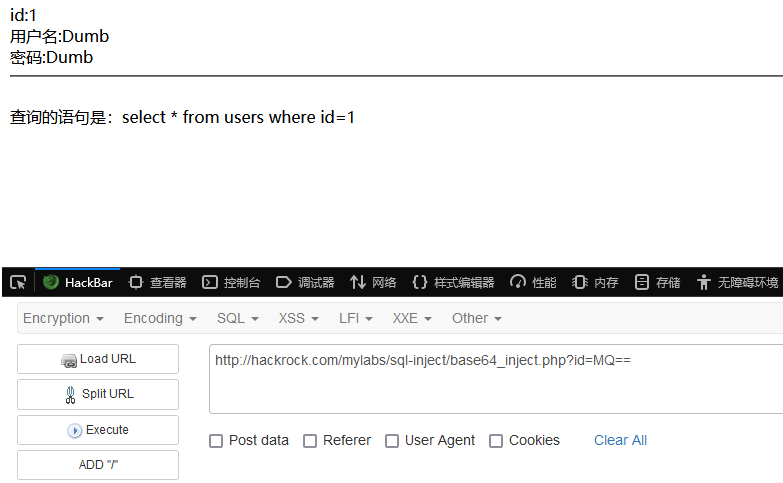 id:1
用户名:Dumb
密码:Dumb
查询的语句是：select * from users where id=1
HackBar 查看器 控制台 调试器 网络 样式编辑器 性能 内存 存储 无障碍环境
Encryption Encoding SQL XSS LFI XXE Other
Load URL
http://hackrock.com/mylabs/sql-inject/base64_inject.php?id=MQ==
Split URL
Execute
Post data Referer User Agent Cookies Clear All
ADD "/"